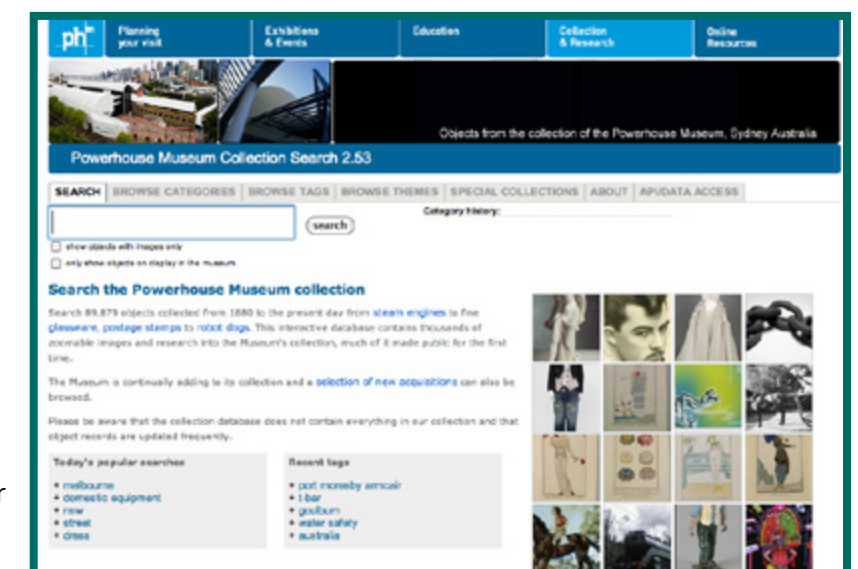 ph
Planning your visit
Exhibitions & Events
Education
Collection & Research
Online Resources
Objects from the collection of the Powerhouse Museum, Sydney Australia
Powerhouse Museum Collection Search 2.53
SEARCH BROWSE CATEGORIES BROWSE TAGS BROWSE THEMES SPECIAL COLLECTIONS ABOUT API/DATA ACCESS
search
Category history:
show objects with images only
only show objects on display in the museum
Search the Powerhouse Museum collection
Search 89,879 objects collected from 1880 to the present day from steam engines to fine
glassware, postage stamps to robot dogs. This interactive database contains thousands of
zoomable images and research into the Museum's collection, much of it made public for the first
time.
The Museum is continually adding to its collection and a selection of new acquisitions can also be
browsed.
Please be aware that the collection database does not contain everything in our collection and that
object records are updated frequently.
Today's popular searches
+ melbourne
+ domestic equipment
+ nsw
+ street
+ dress
Recent tags
+ port moresby armcair
+ t-bar
+ goulburn
+ water safety
+ australia
r